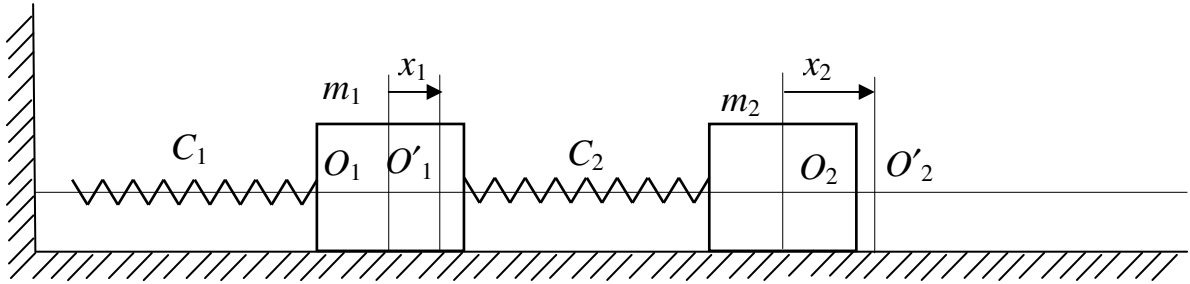 x₁
x₂
m₁
m₂
C₁
O₁
O′₁
C₂
O₂
O′₂